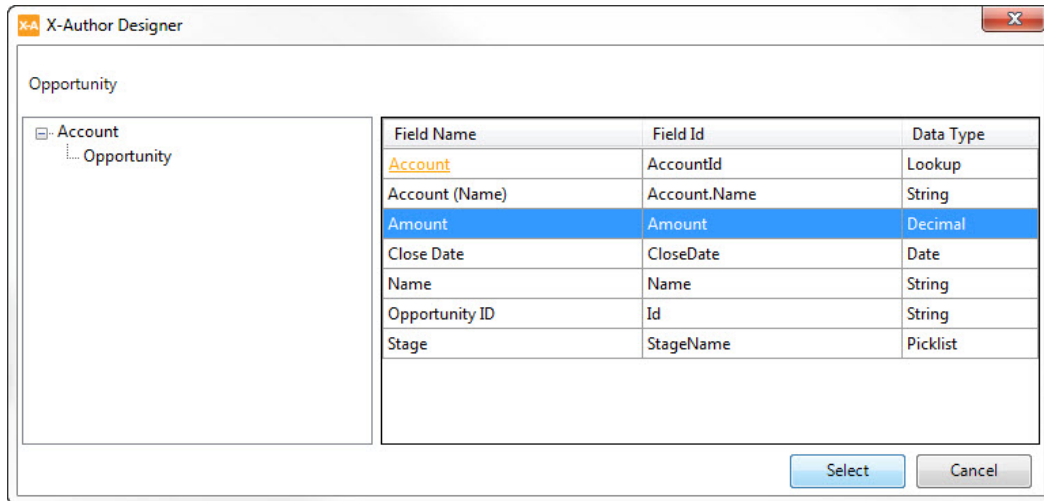 X-A X-Author Designer
Opportunity
Account
Opportunity
Field Name Field Id Data Type
Account AccountId Lookup
Account (Name) Account.Name String
Amount Amount Decimal
Close Date CloseDate Date
Name Name String
Opportunity ID Id String
Stage StageName Picklist
Select Cancel